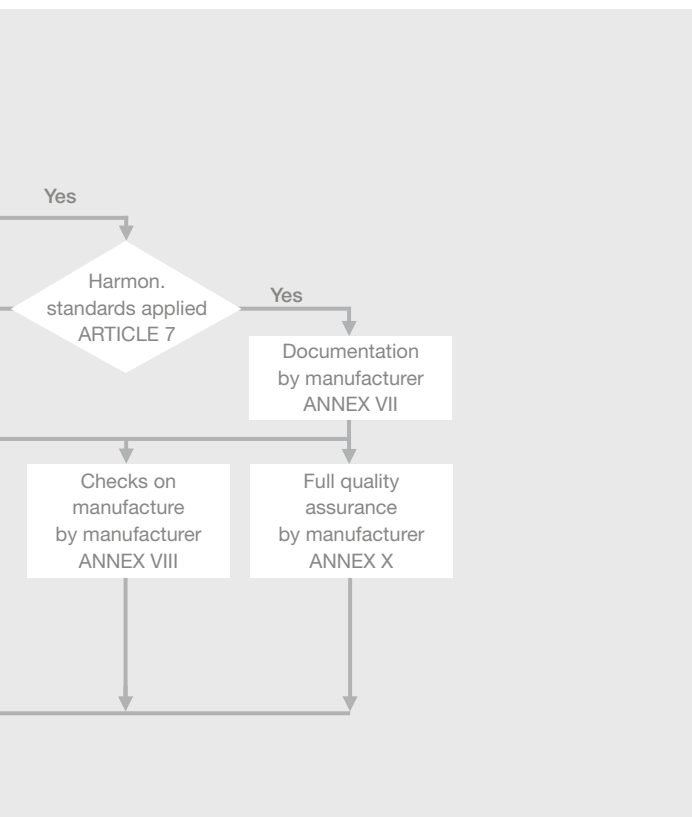 Yes
Harmon.
standards applied
ARTICLE 7
Yes
Documentation
by manufacturer
ANNEX VII
Checks on
manufacture
by manufacturer
ANNEX VIII
Full quality
assurance
by manufacturer
ANNEX X